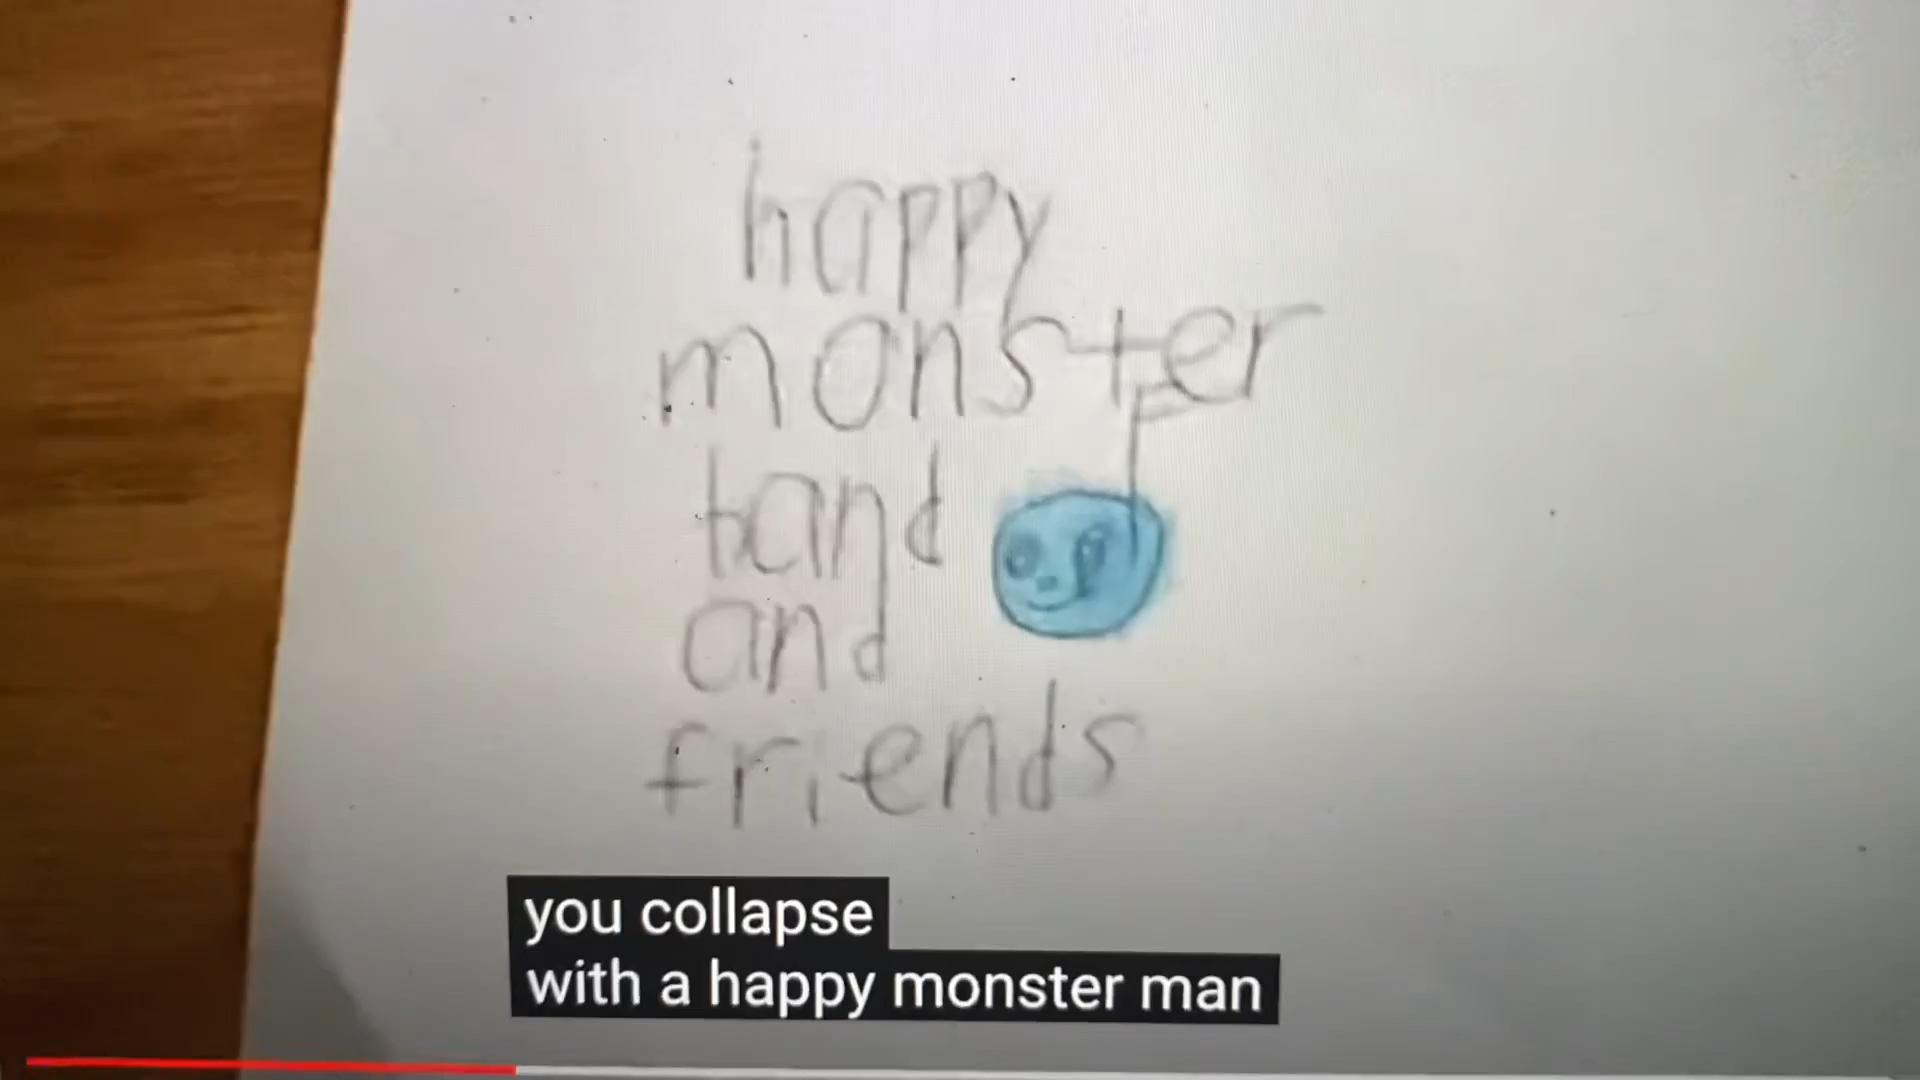 happy
monster
band
and
friends
you collapse
with a happy monster man